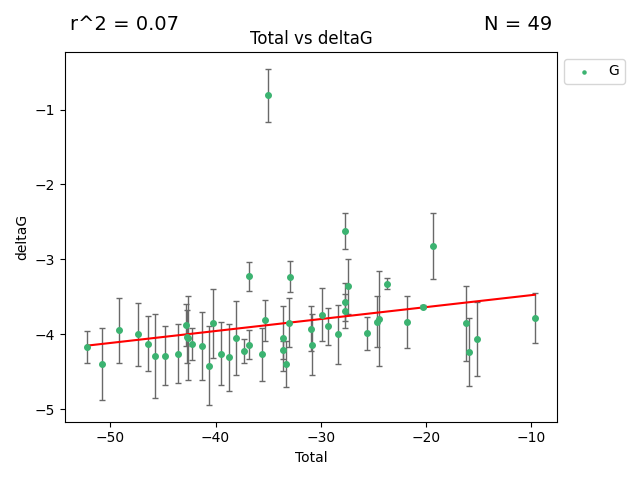 r^2 = 0.07
N = 49
Total vs deltaG
G
deltaG
−1
−2
−3
−4
−5
−50
−40
−30
−20
−10
Total